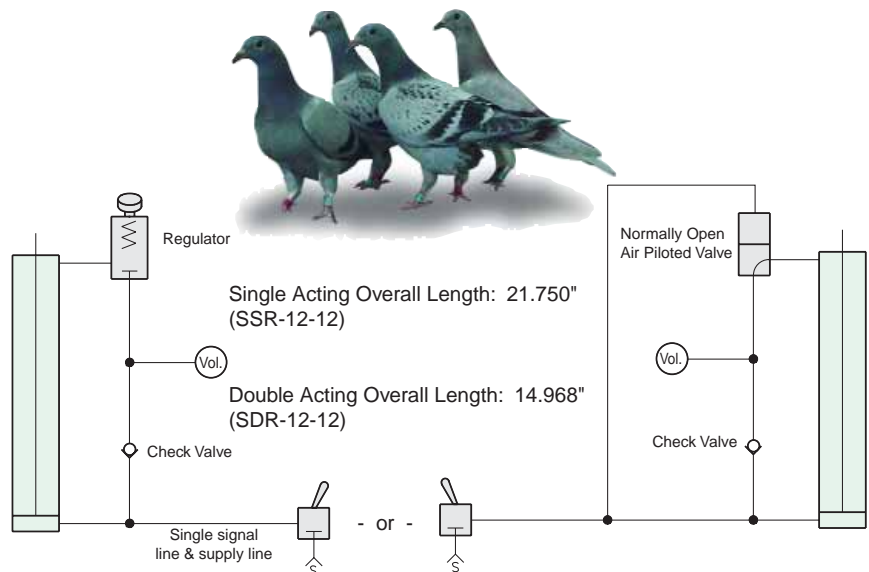 Regulator
Normally Open
Air Piloted Valve
Single Acting Overall Length: 21.750"
(SSR-12-12)
Vol.
Vol.
Double Acting Overall Length: 14.968"
(SDR-12-12)
Check Valve
Check Valve
- or -
Single signal
line & supply line
S
S